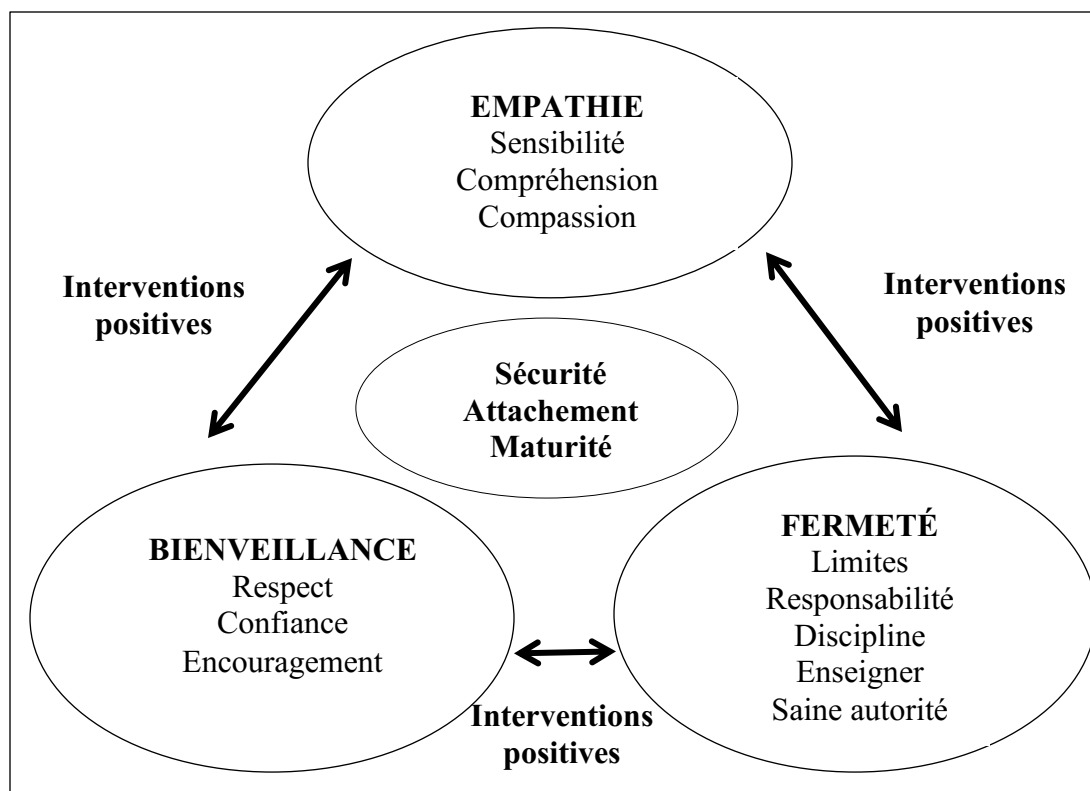 EMPATHIE
Sensibilité
Compréhension
Compassion
Interventions
positives
Interventions
positives
Sécurité
Attachement
Maturité
BIENVEILLANCE
Respect
Confiance
Encouragement
FERMETÉ
Limites
Responsabilité
Discipline
Enseigner
Saine autorité
Interventions
positives